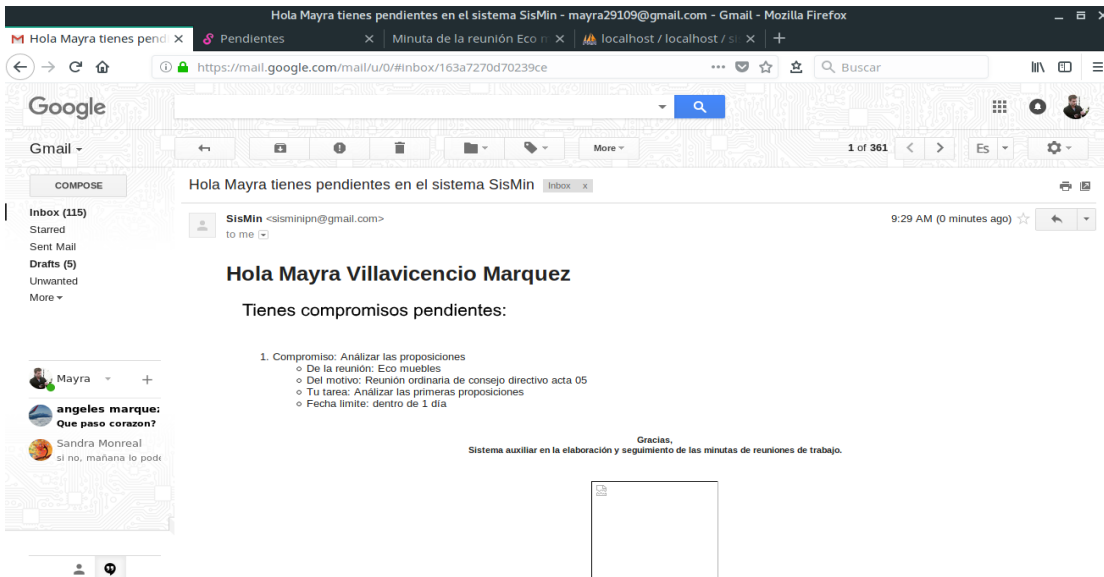 Hola Mayra tienes pendientes en el sistema SisMin - mayra29109@gmail.com - Gmail - Mozilla Firefox
Hola Mayra tienes pend
Pendientes
Minuta de la reunión Eco m
localhost / localhost / si
https://mail.google.com/mail/u/0/#inbox/163a7270d70239ce
Buscar
Google
Gmail
More
1 of 361
Es
COMPOSE
Hola Mayra tienes pendientes en el sistema SisMin Inbox x
Inbox (115)
Starred
Sent Mail
Drafts (5)
Unwanted
More
SisMin <sisminipn@gmail.com>
to me
9:29 AM (0 minutes ago)
Hola Mayra Villavicencio Marquez
Tienes compromisos pendientes:
1. Compromiso: Análizar las proposiciones
De la reunión: Eco muebles
Del motivo: Reunión ordinaria de consejo directivo acta 05
Tu tarea: Análizar las primeras proposiciones
Fecha limite: dentro de 1 día
Gracias,
Sistema auxiliar en la elaboración y seguimiento de las minutas de reuniones de trabajo.
Mayra
angeles marque
Que paso corazon?
Sandra Monreal
si no, mañana lo pode